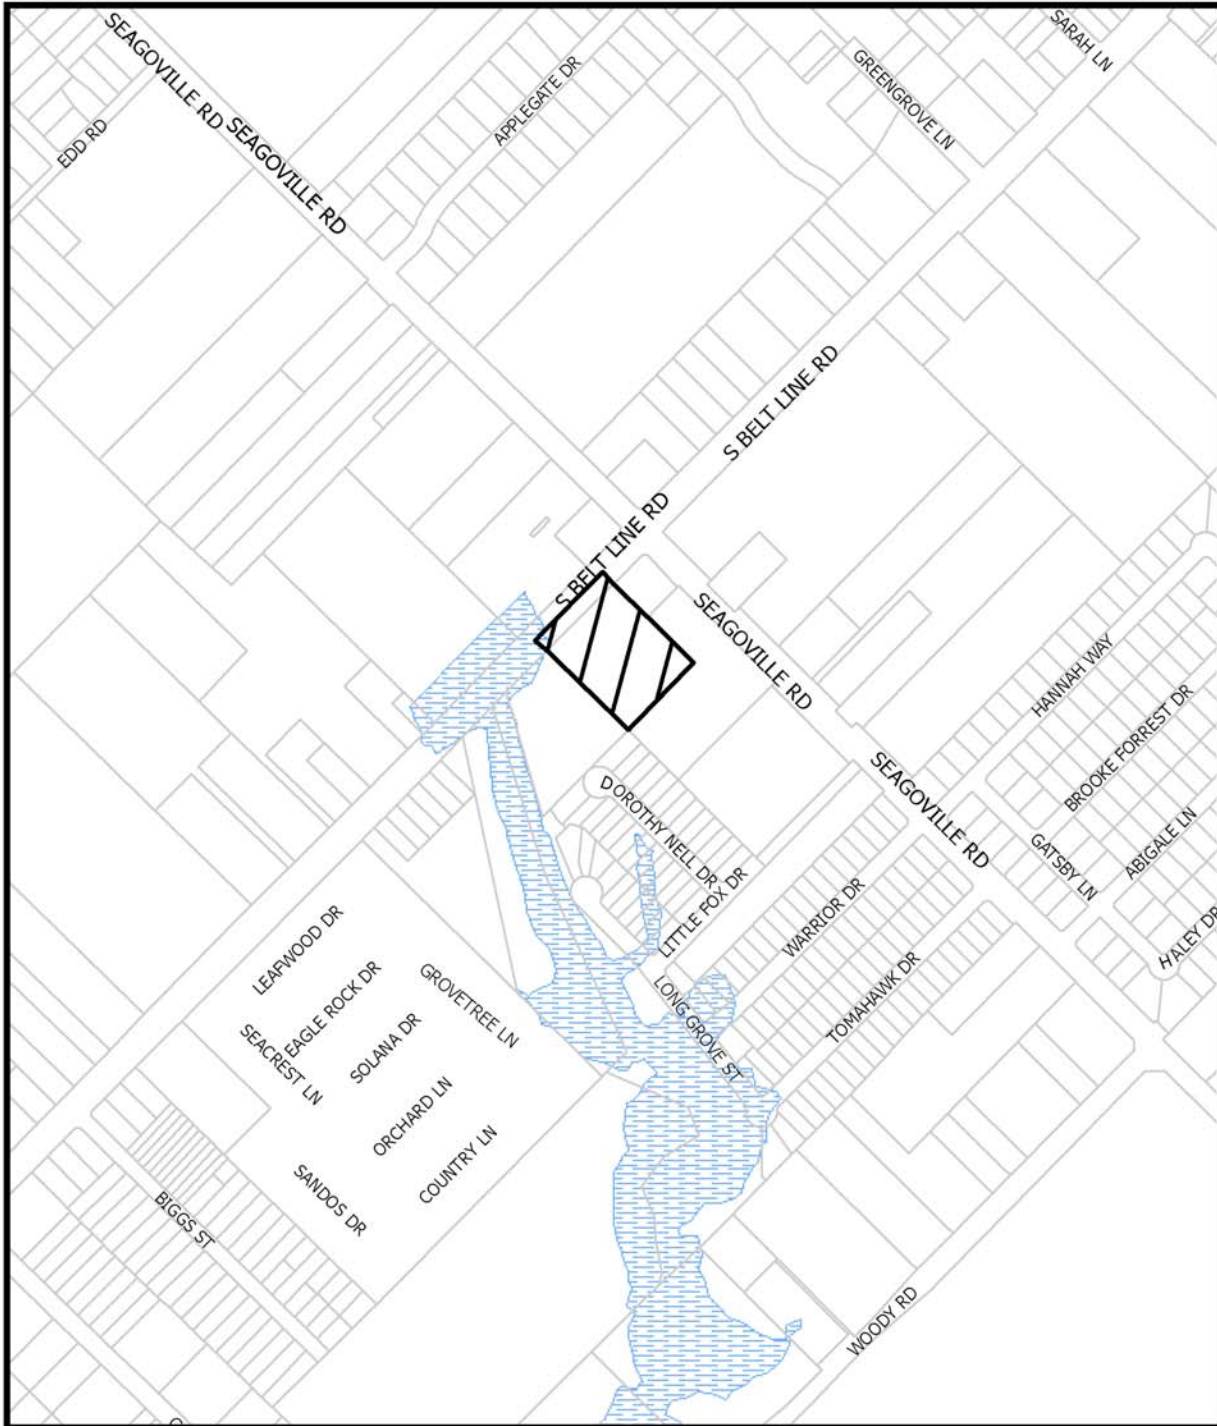 SEAGOVILLE RD
SARAH LN
APPLEGATE DR
GREENGROVE LN
EDD RD
SEAGOVILLE RD
S BELT LINE RD
S BELT LINE RD
SEAGOVILLE RD
HANNAH WAY
BROOKE FORREST DR
SEAGOVILLE RD
DOROTHY NELL DR
GATSBY LN
ABIGALE LN
LITTLE FOX DR
WARRIOR DR
HALEY DR
LEAFWOOD DR
EAGLE ROCK DR
GROVETREE LN
TOMAHAWK DR
LONG GROVE ST
SEACREST LN
SOLANA DR
ORCHARD LN
COUNTRY LN
SANDOS DR
BIGGS ST
WOODY RD